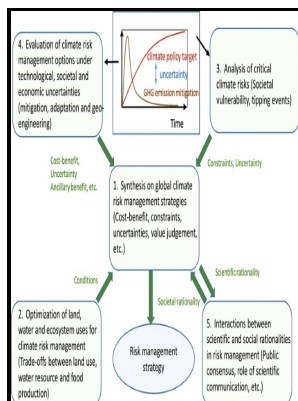 4. Evaluation of climate risk
management options under
technological, societal and
economic uncertainties
(mitigation, adaptation and geo-
engineering)
climate policy target
uncertainty
GHG emission mitigation
Time
3. Analysis of critical
climate risks (Societal
vulnerability, tipping events)
Cost-benefit,
Uncertainty
Ancillary benefit, etc.
Constraints, Uncertainty
1. Synthesis on global climate
risk management strategies
(Cost-benefit, constraints,
uncertainties, value judgement,
etc.)
Conditions
Scientific rationality
Societal rationality
2. Optimization of land,
water and ecosystem uses for
climate risk management
(Trade-offs between land use,
water resource and food
production)
Risk management
strategy
5. Interactions between
scientific and social rationalities
in risk management (Public
consensus, role of scientific
communication, etc.)